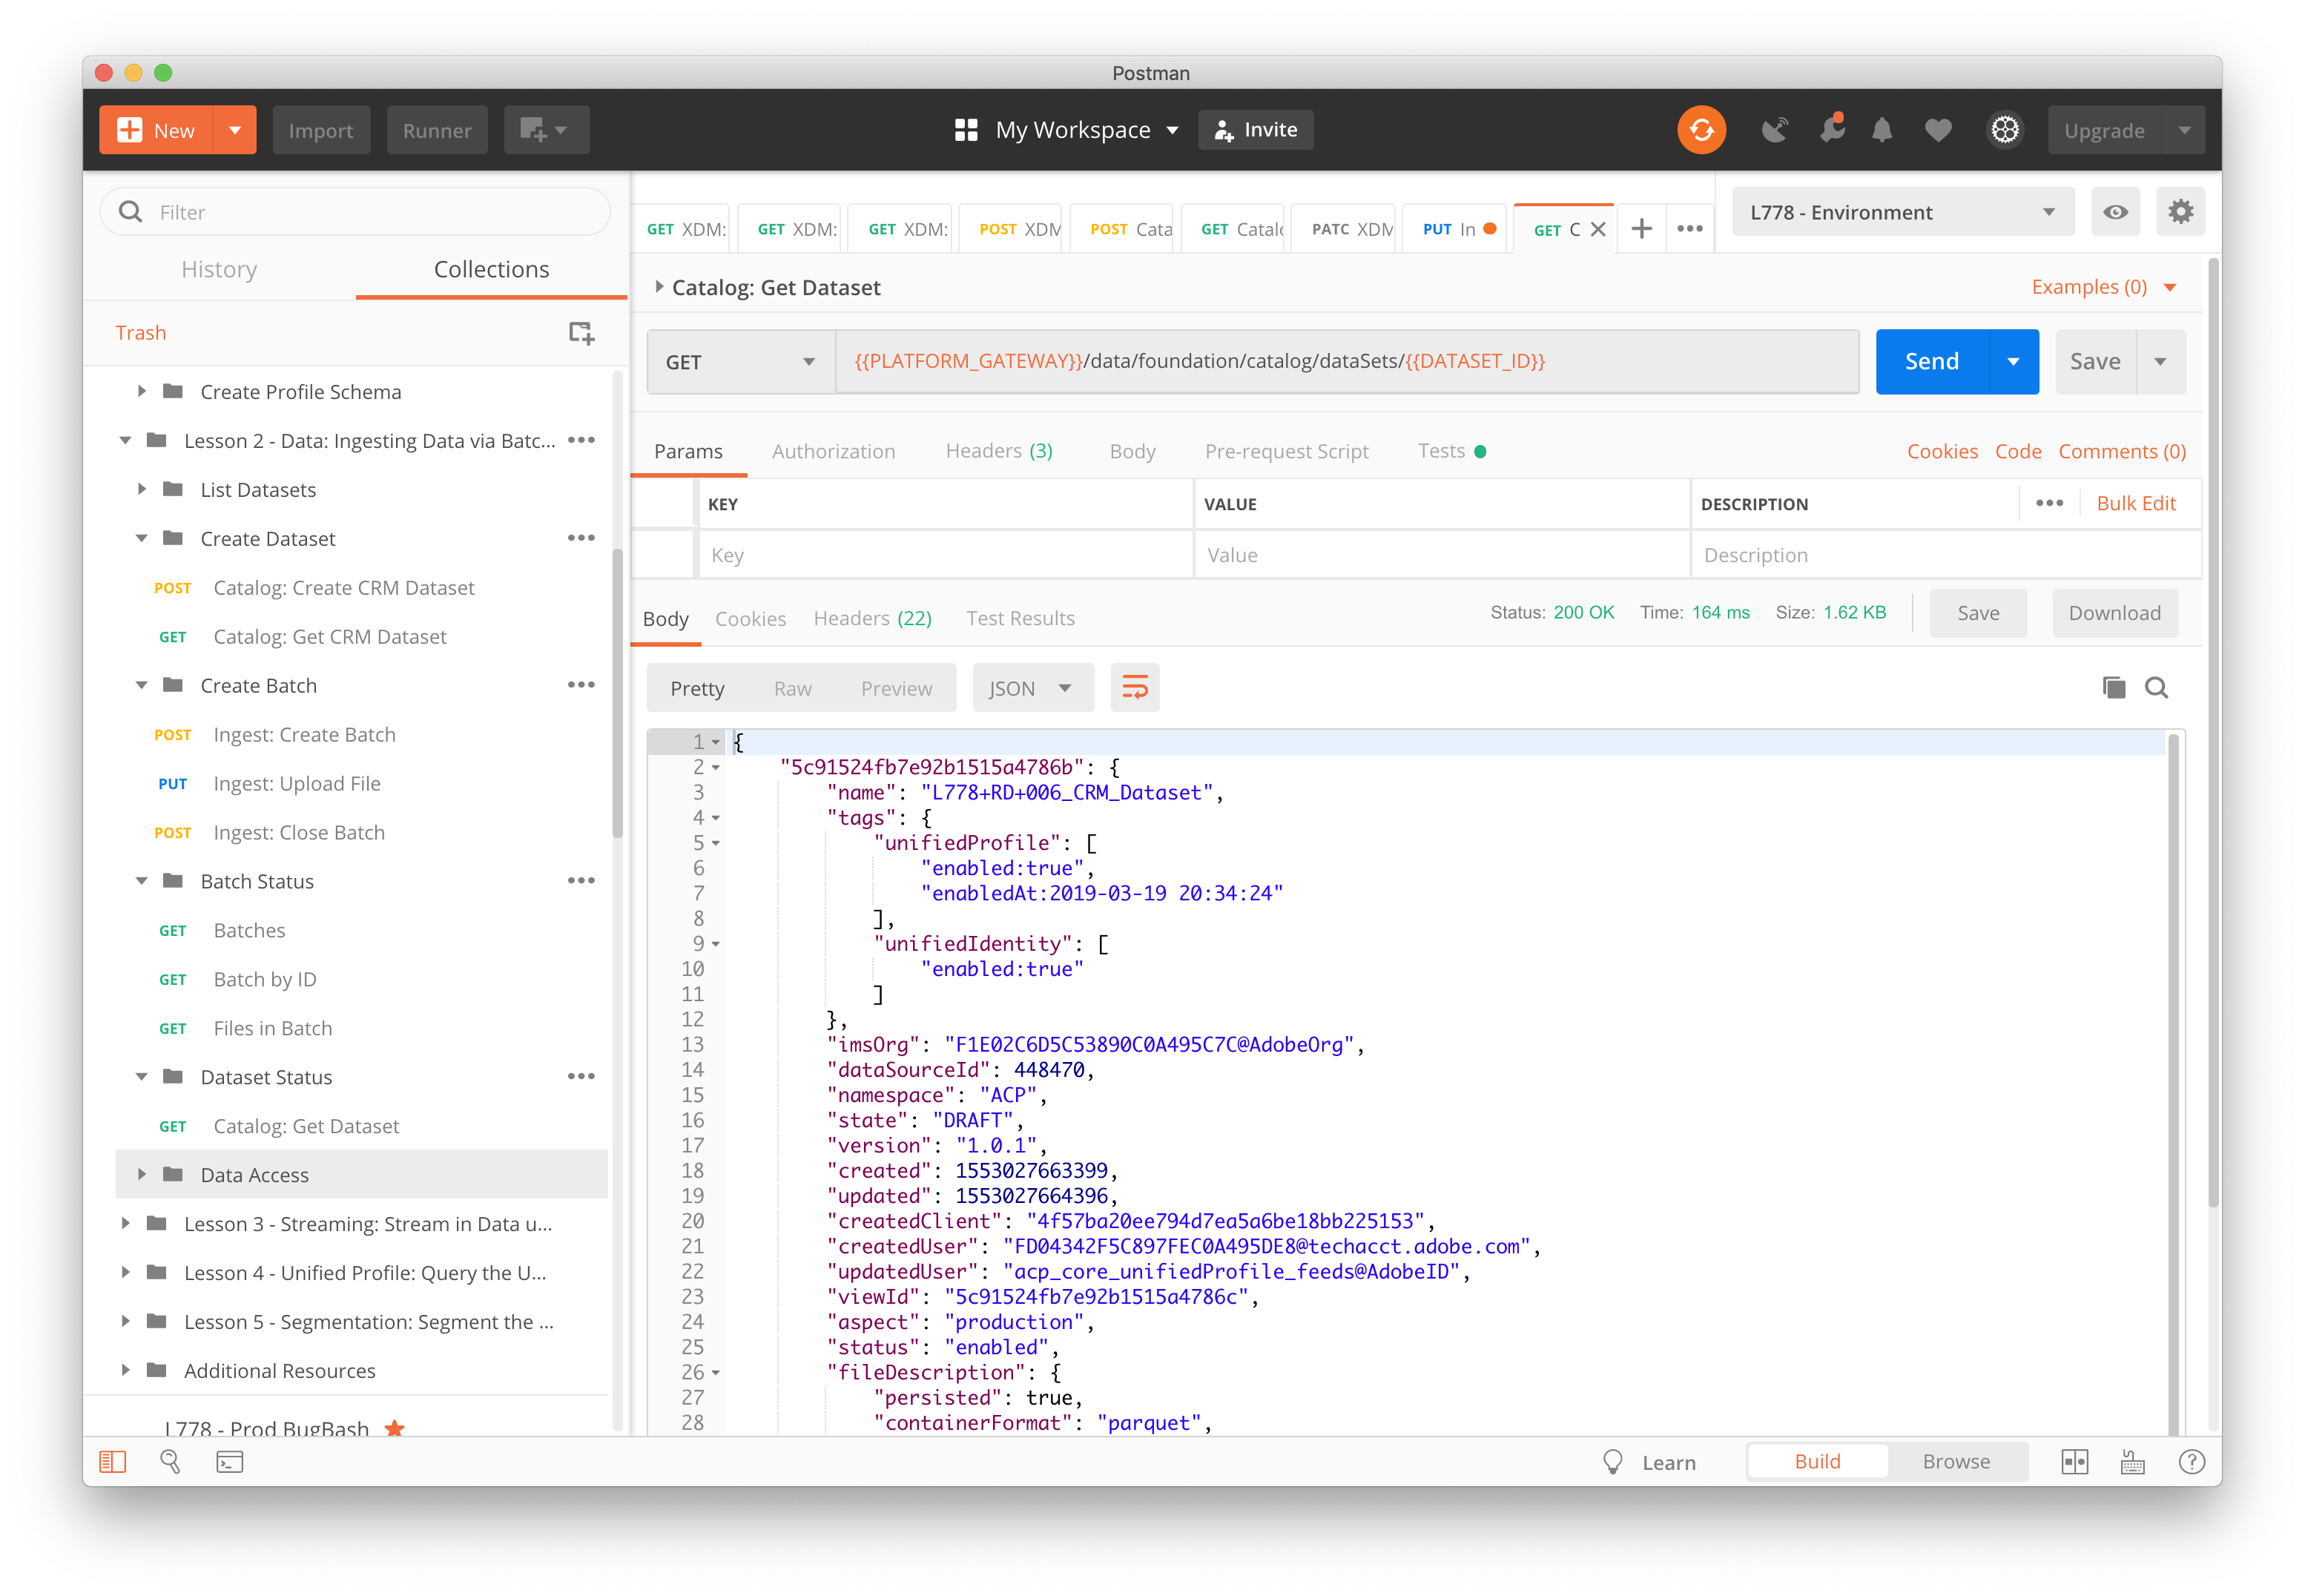 Postman
New
Import
Runner
My Workspace
Invite
Upgrade
Filter
History
Collections
Trash
Create Profile Schema
Lesson 2 - Data: Ingesting Data via Batc...
List Datasets
Create Dataset
POST Catalog: Create CRM Dataset
GET Catalog: Get CRM Dataset
Create Batch
POST Ingest: Create Batch
PUT Ingest: Upload File
POST Ingest: Close Batch
Batch Status
GET Batches
GET Batch by ID
GET Files in Batch
Dataset Status
GET Catalog: Get Dataset
Data Access
Lesson 3 - Streaming: Stream in Data u...
Lesson 4 - Unified Profile: Query the U...
Lesson 5 - Segmentation: Segment the ...
Additional Resources
L778 - Prod BugBash
GET XDM: GET XDM: GET XDM: POST XDM POST Cata GET Catal PATC XDM PUT In GET C
L778 - Environment
Catalog: Get Dataset
Examples (0)
GET
{{PLATFORM_GATEWAY}}/data/foundation/catalog/dataSets/{{DATASET_ID}}
Send
Save
Params Authorization Headers (3) Body Pre-request Script Tests
Cookies Code Comments (0)
KEY VALUE DESCRIPTION
Bulk Edit
Key Value Description
Body Cookies Headers (22) Test Results
Status: 200 OK Time: 164 ms Size: 1.62 KB
Save
Download
Pretty Raw Preview JSON
1 {
2 "5c91524fb7e92b1515a4786b": {
3 "name": "L778+RD+006_CRM_Dataset",
4 "tags": {
5 "unifiedProfile": [
6 "enabled:true",
7 "enabledAt:2019-03-19 20:34:24"
8 ],
9 "unifiedIdentity": [
10 "enabled:true"
11 ]
12 },
13 "imsOrg": "F1E02C6D5C53890C0A495C7C@AdobeOrg",
14 "dataSourceId": 448470,
15 "namespace": "ACP",
16 "state": "DRAFT",
17 "version": "1.0.1",
18 "created": 1553027663399,
19 "updated": 1553027664396,
20 "createdClient": "4f57ba20ee794d7ea5a6be18bb225153",
21 "createdUser": "FD04342F5C897FEC0A495DE8@techacct.adobe.com",
22 "updatedUser": "acp_core_unifiedProfile_feeds@AdobeID",
23 "viewId": "5c91524fb7e92b1515a4786c",
24 "aspect": "production",
25 "status": "enabled",
26 "fileDescription": {
27 "persisted": true,
28 "containerFormat": "parquet",
Learn
Build
Browse